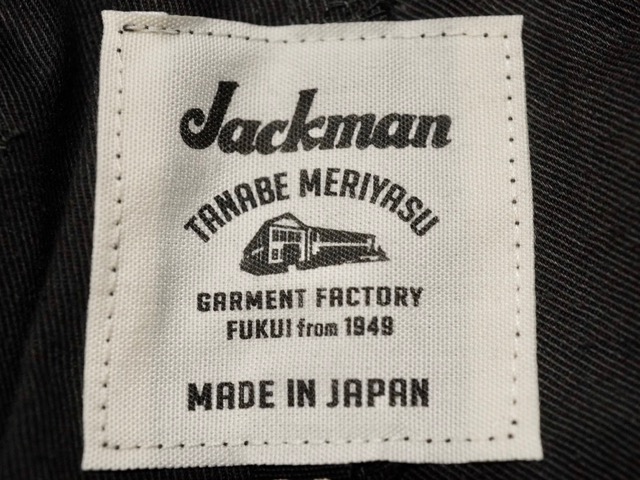 Jackman
TANABE MERIYASU
GARMENT FACTORY
FUKUI from 1949
MADE IN JAPAN